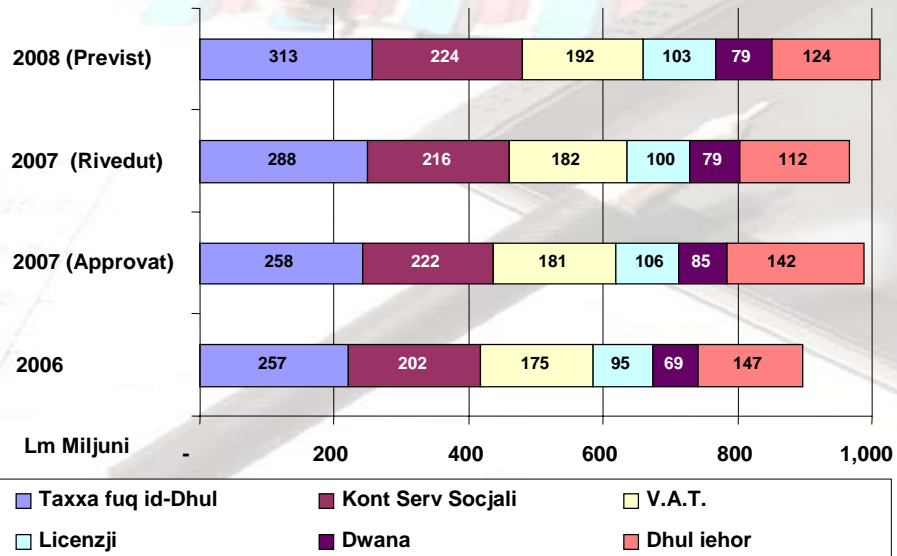 2008 (Previst) 313 224 192 103 79 124
2007 (Rivedut) 288 216 182 100 79 112
2007 (Approvat) 258 222 181 106 85 142
2006 257 202 175 95 69 147
Lm Miljuni - 200 400 600 800 1,000
Taxxa fuq id-Dhul Kont Serv Socjali V.A.T.
Licenzji Dwana Dhul iehor